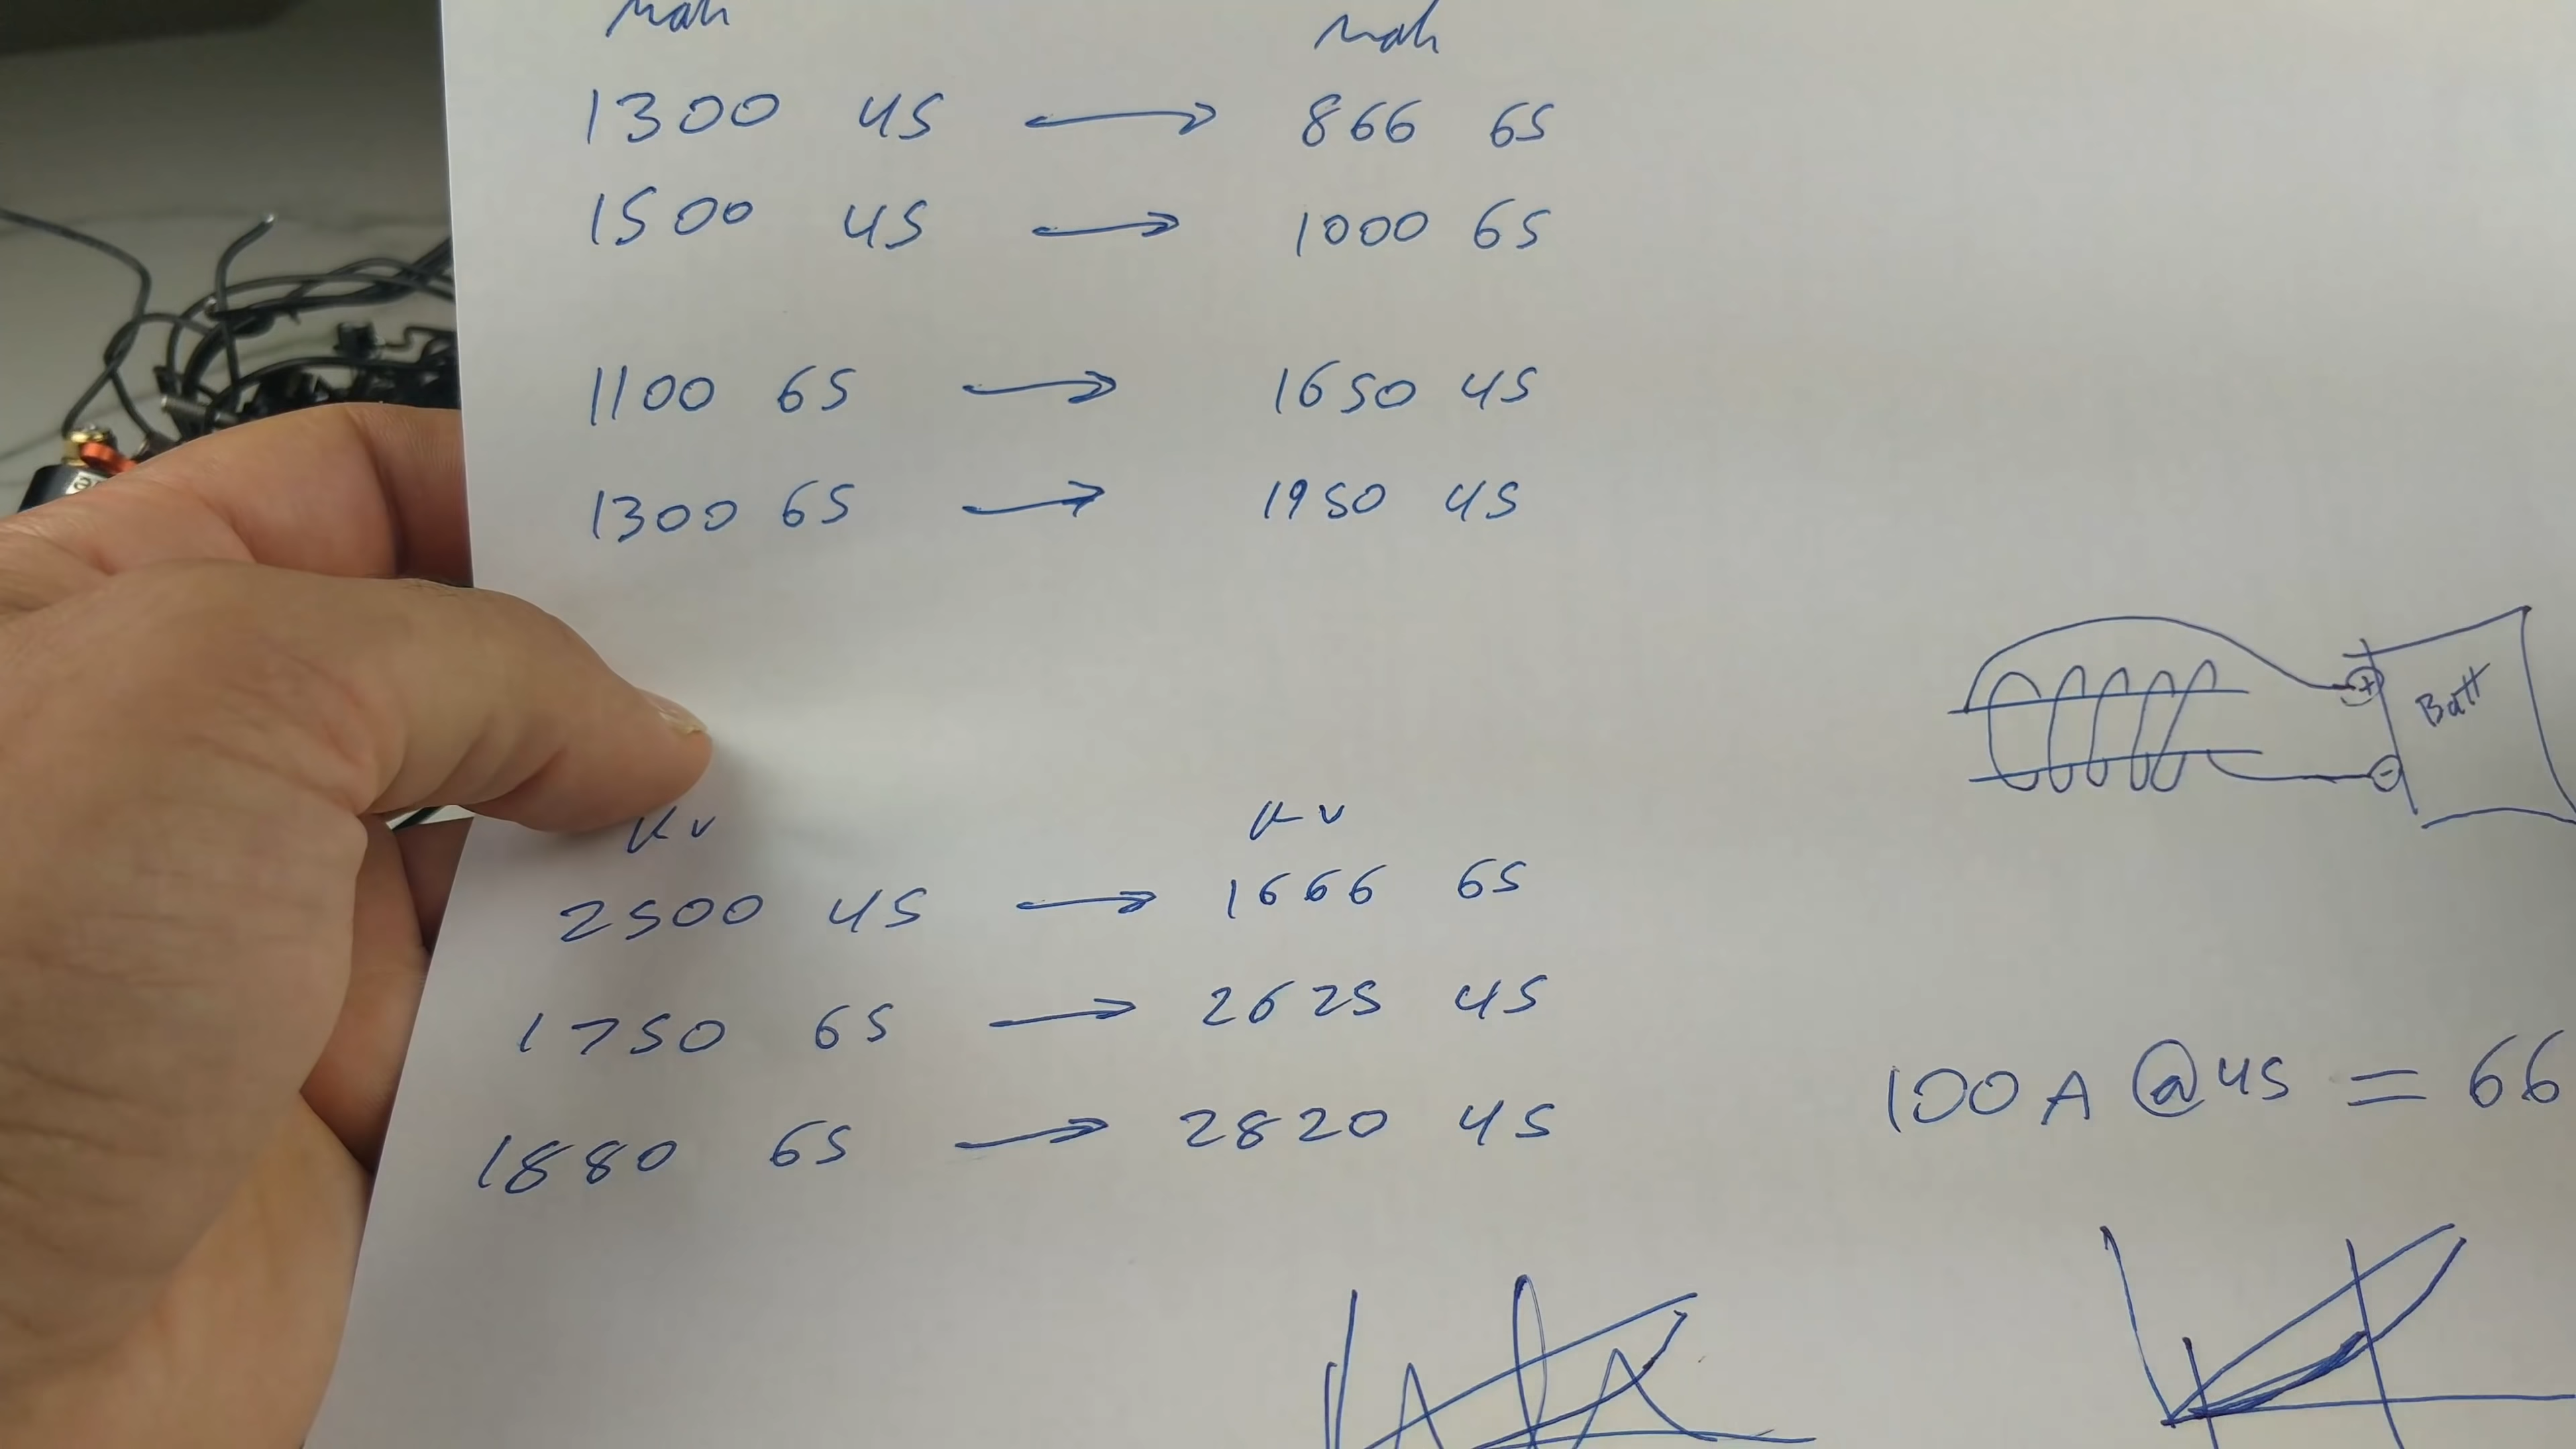 mah mah
1300 4S → 866 6S
1500 4S → 1000 6S
1100 6S → 1650 4S
1300 6S → 1950 4S
Batt
+
-
Kv Kv
2500 4S → 1666 6S
1750 6S → 2625 4S
1880 6S → 2820 4S
100A @ 4S = 66